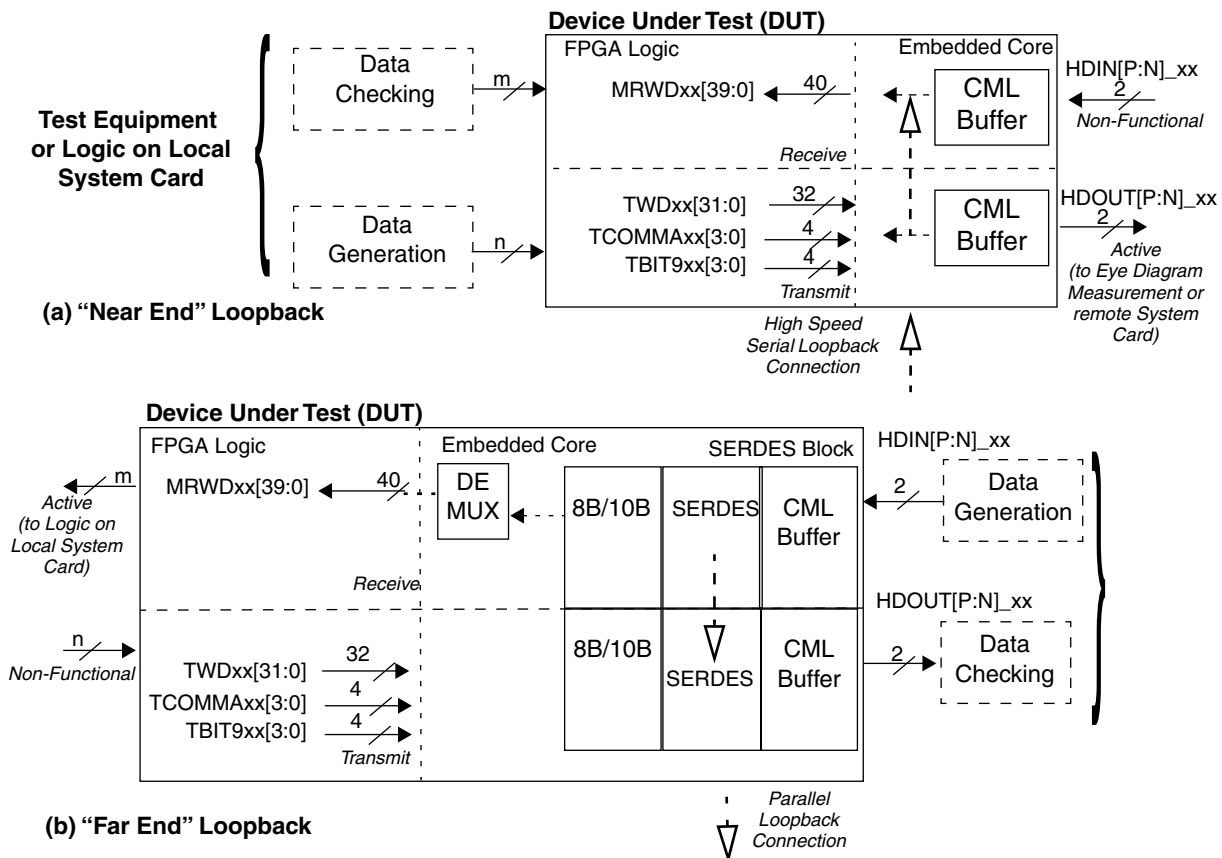 Device Under Test (DUT)
FPGA Logic
Embedded Core
Data
Checking
m
MRWDxx[39:0]
40
CML
Buffer
HDIN[P:N]_xx
2
Non-Functional
Test Equipment
or Logic on Local
System Card
Receive
Data
Generation
n
TWDxx[31:0]
32
TCOMMAxx[3:0]
4
TBIT9xx[3:0]
4
Transmit
CML
Buffer
HDOUT[P:N]_xx
2
Active
(to Eye Diagram
Measurement or
remote System
Card)
(a) “Near End” Loopback
High Speed
Serial Loopback
Connection
Device Under Test (DUT)
FPGA Logic
Embedded Core
SERDES Block
m
Active
(to Logic on
Local System
Card)
MRWDxx[39:0]
40
DE
MUX
8B/10B
SERDES
CML
Buffer
HDIN[P:N]_xx
2
Data
Generation
Receive
n
Non-Functional
TWDxx[31:0]
32
TCOMMAxx[3:0]
4
TBIT9xx[3:0]
4
Transmit
8B/10B
SERDES
CML
Buffer
HDOUT[P:N]_xx
2
Data
Checking
(b) “Far End” Loopback
Parallel
Loopback
Connection